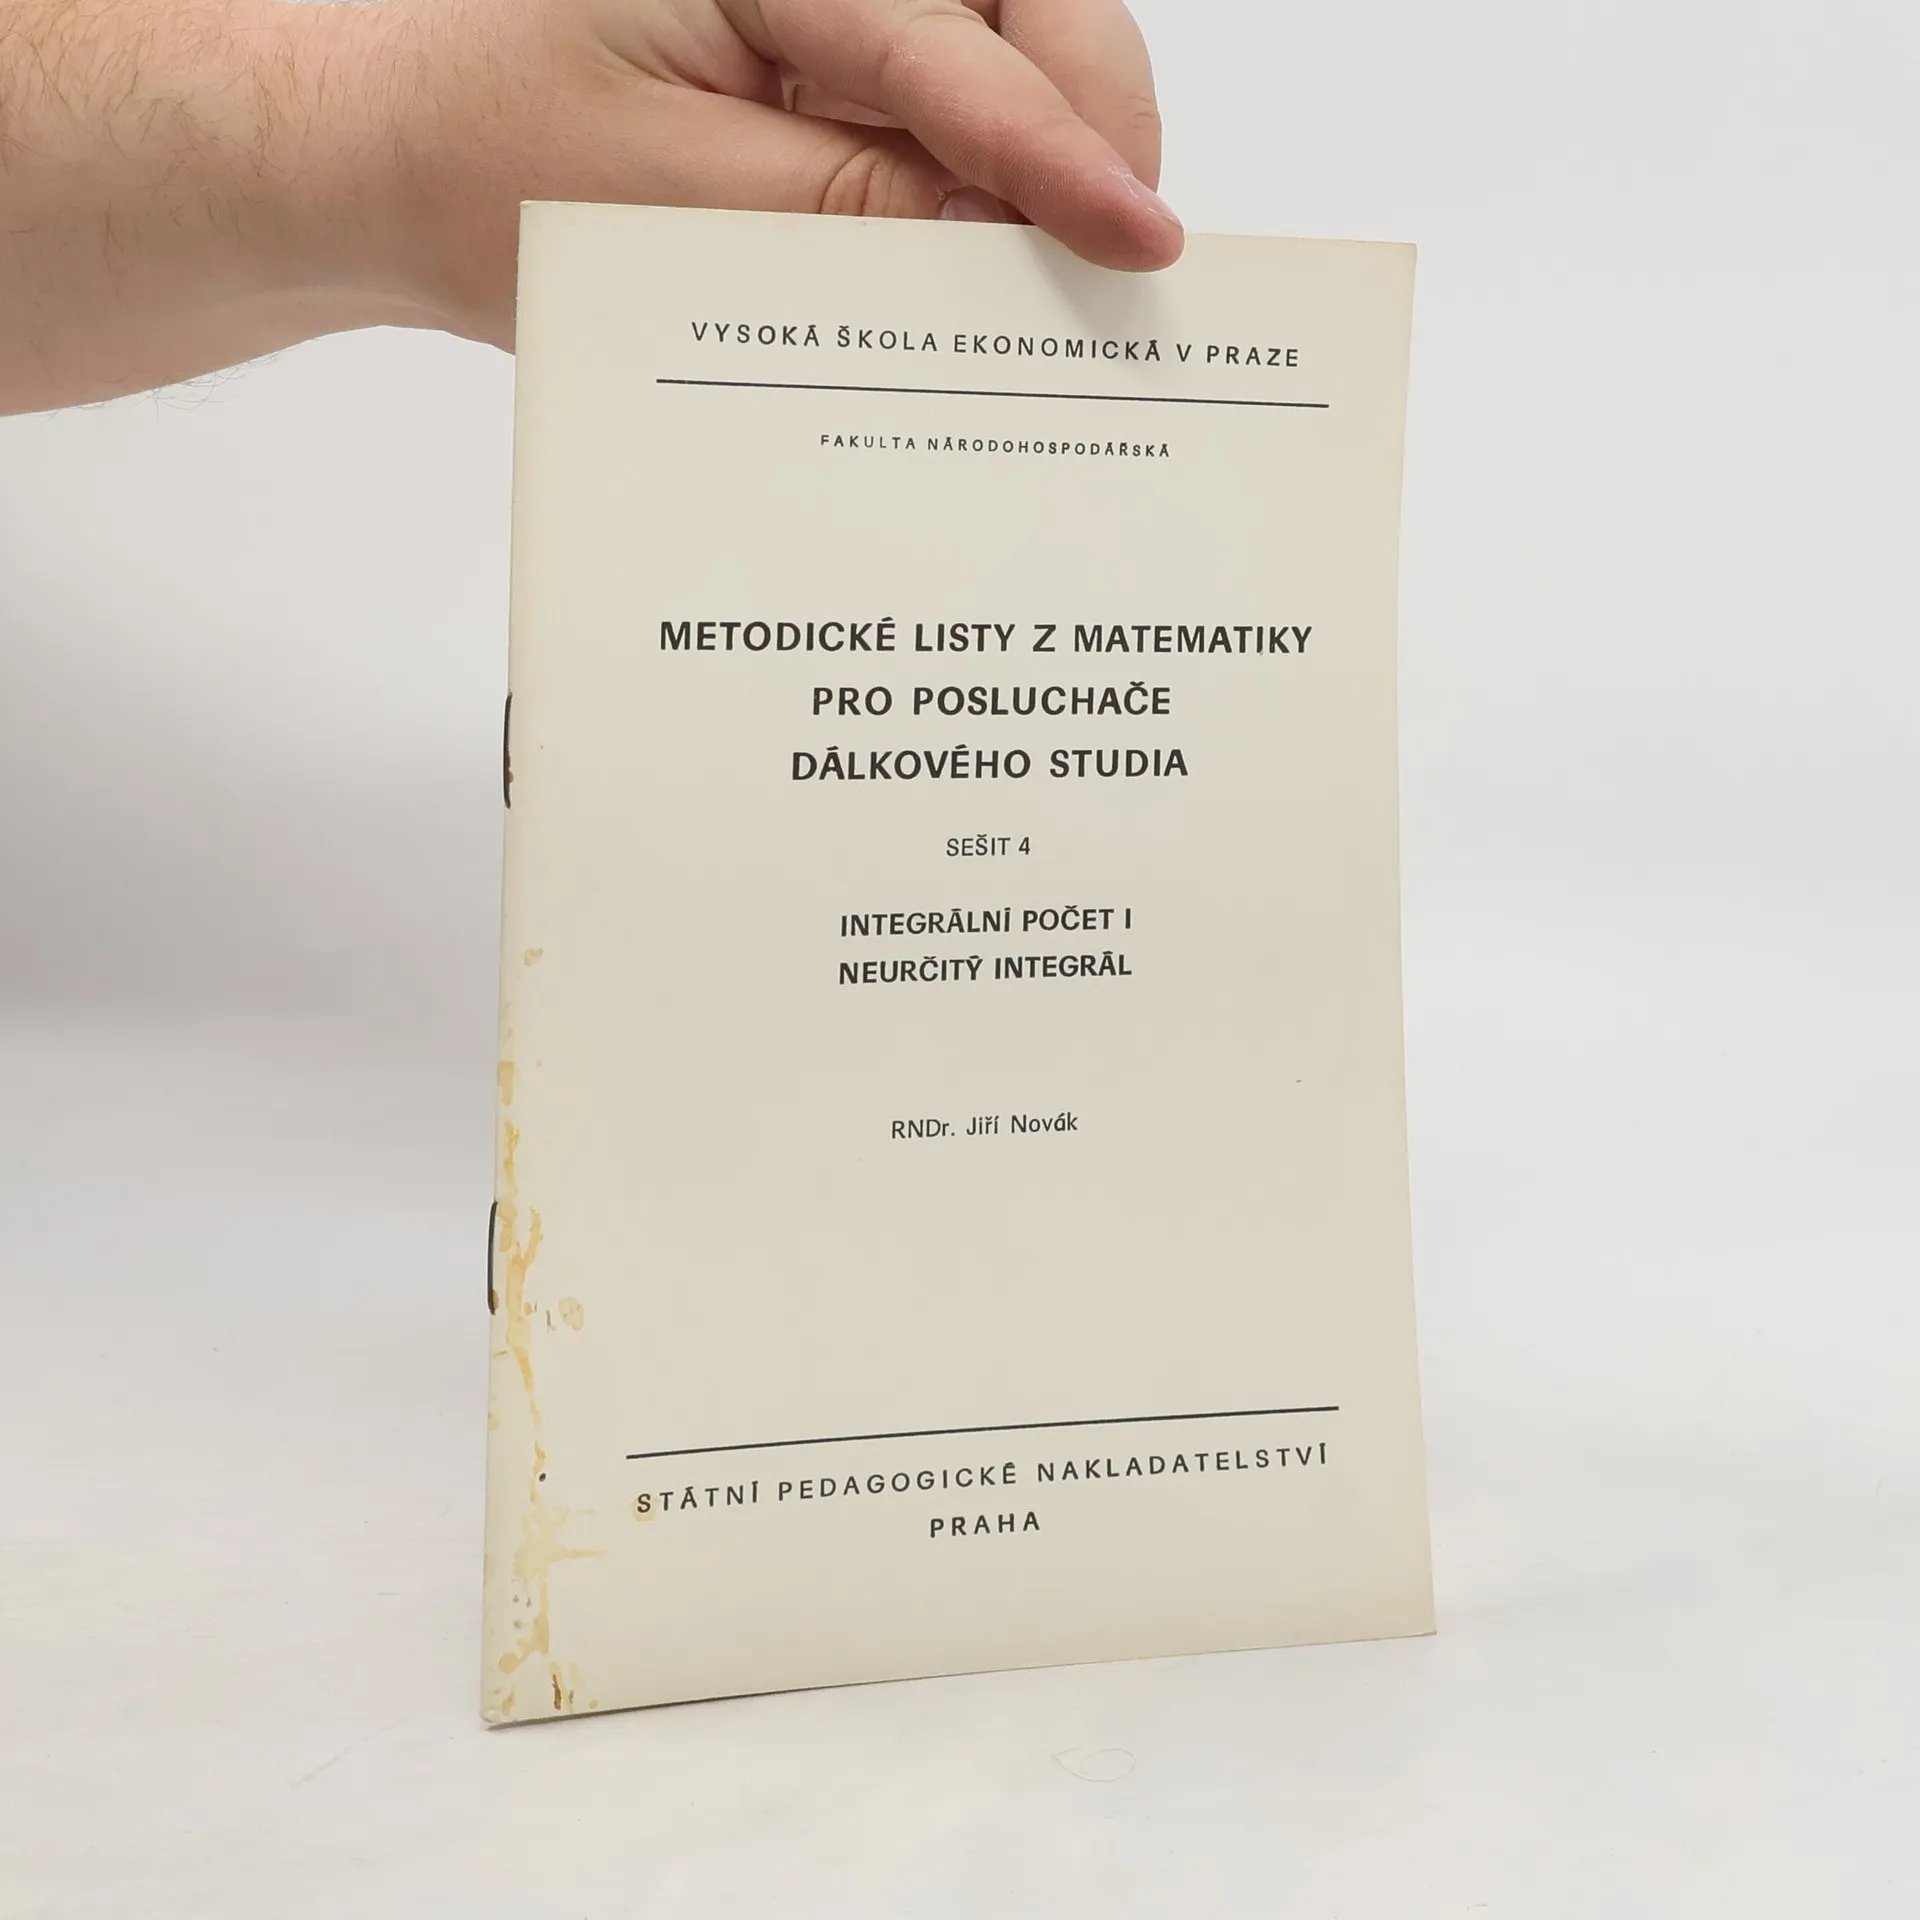 VYSOKÁ ŠKOLA EKONOMICKÁ V PRAZE
FAKULTA NÁRODOHOSPODÁŘSKÁ
METODICKÉ LISTY Z MATEMATIKY
PRO POSLUCHAČE
DÁLKOVÉHO STUDIA
SEŠIT 4
INTEGRÁLNÍ POČET I
NEURČITÝ INTEGRÁL
RNDr. Jiří Novák
STÁTNÍ PEDAGOGICKÉ NAKLADATELSTVÍ
PRAHA